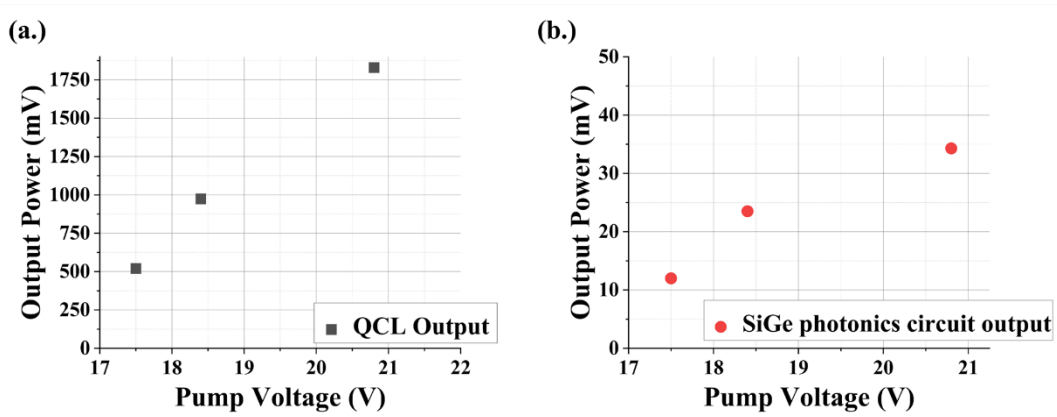 (a.)
1750
1500
1250
1000
750
500
250
0
17 18 19 20 21 22
Output Power (mV)
Pump Voltage (V)
QCL Output
(b.)
50
40
30
20
10
0
17 18 19 20 21
Output Power (mV)
Pump Voltage (V)
SiGe photonics circuit output